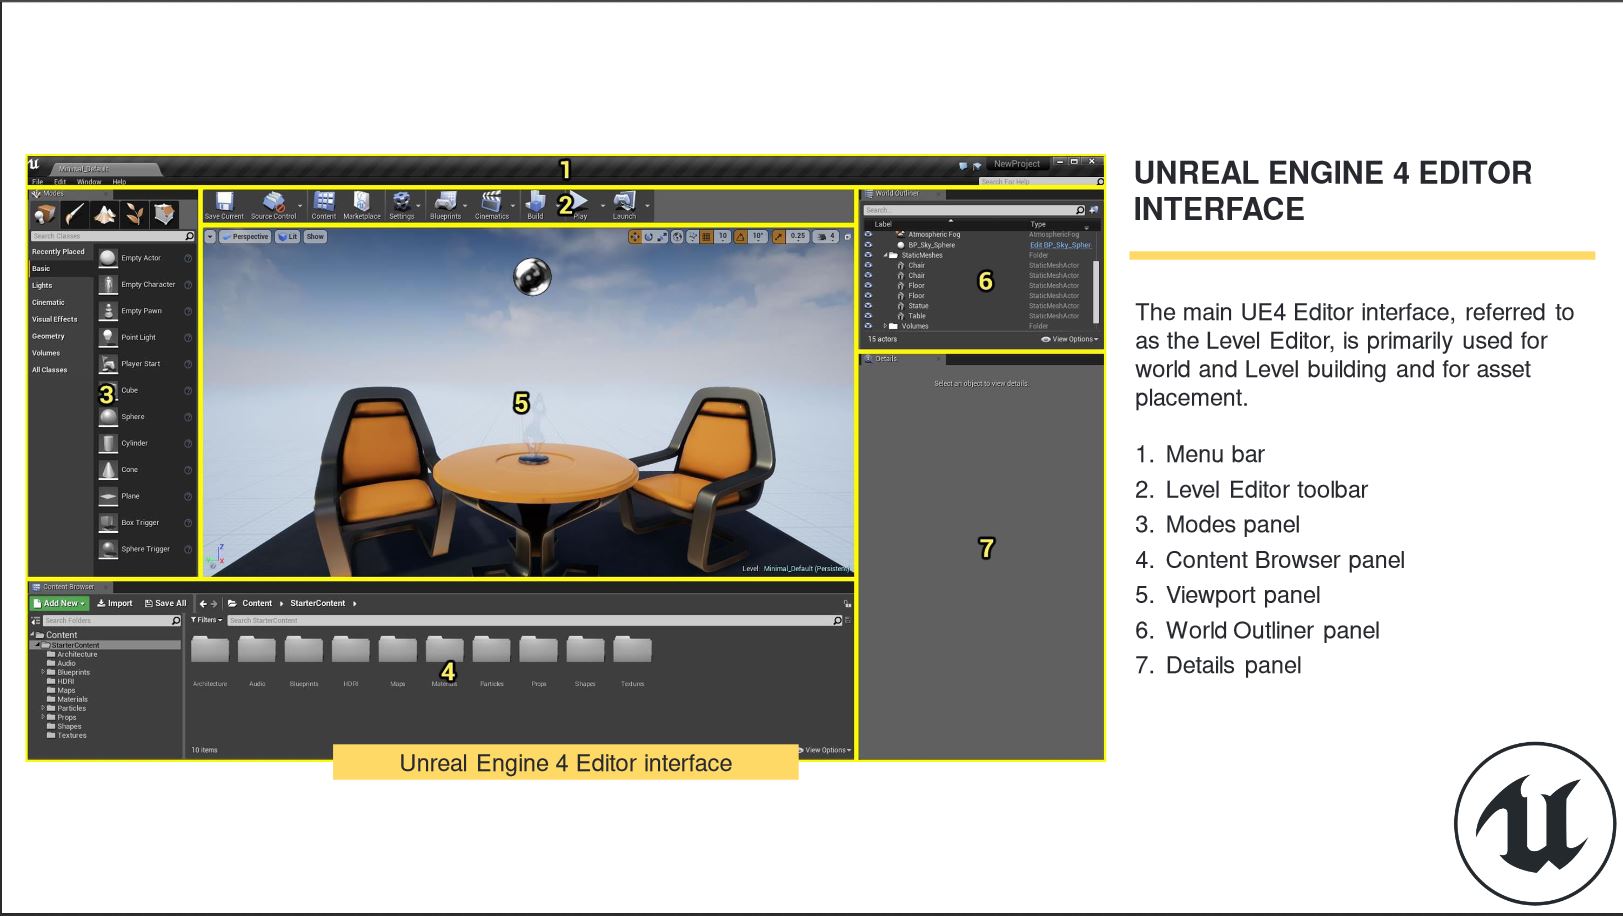 Minimal_Default
1
NewProject
File Edit Window Help
Search For Help
Modes
Search Classes
Recently Placed
Basic
Lights
Cinematic
Visual Effects
Geometry
Volumes
All Classes
Empty Actor
Empty Character
Empty Pawn
Point Light
Player Start
3
Cube
Sphere
Cylinder
Cone
Plane
Box Trigger
Sphere Trigger
Save Current Source Control Content Marketplace Settings Blueprints Cinematics Build Play Launch
2
Perspective Lit Show
10 10° 0.25 4
5
Level: Minimal_Default (Persistent)
World Outliner
Search...
Label Type
Atmospheric Fog AtmosphericFog
BP_Sky_Sphere Edit BP_Sky_Spher
StaticMeshes Folder
Chair StaticMeshActor
Chair StaticMeshActor
Floor StaticMeshActor
Floor StaticMeshActor
Statue StaticMeshActor
Table StaticMeshActor
Volumes Folder
6
15 actors View Options
Details
Select an object to view details.
7
Content Browser
Add New Import Save All Content StarterContent
Search Folders
Filters Search StarterContent
Content
StarterContent
Architecture
Audio
Blueprints
HDRI
Maps
Materials
Particles
Props
Shapes
Textures
4
Architecture Audio Blueprints HDRI Maps Materials Particles Props Shapes Textures
10 items View Options
Unreal Engine 4 Editor interface
UNREAL ENGINE 4 EDITOR
INTERFACE
The main UE4 Editor interface, referred to
as the Level Editor, is primarily used for
world and Level building and for asset
placement.
1. Menu bar
2. Level Editor toolbar
3. Modes panel
4. Content Browser panel
5. Viewport panel
6. World Outliner panel
7. Details panel